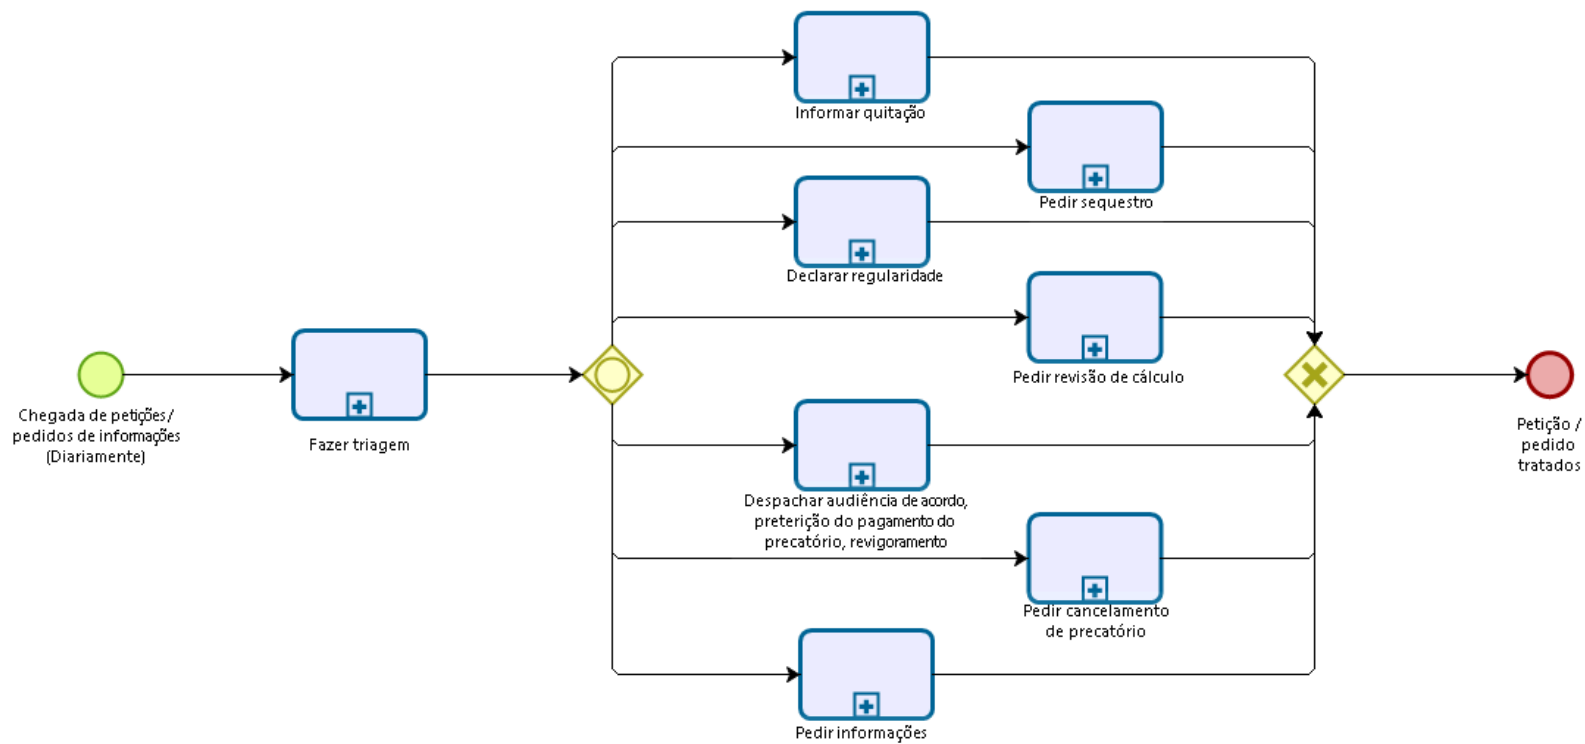 Informar quitação
Pedir sequestro
Declarar regularidade
Pedir revisão de cálculo
Chegada de petições/
pedidos de informações
(Diariamente)
Fazer triagem
Petição /
pedido
tratados
Despachar audiência de acordo,
preterição do pagamento do
precatório, revigoramento
Pedir cancelamento
de precatório
Pedir informações